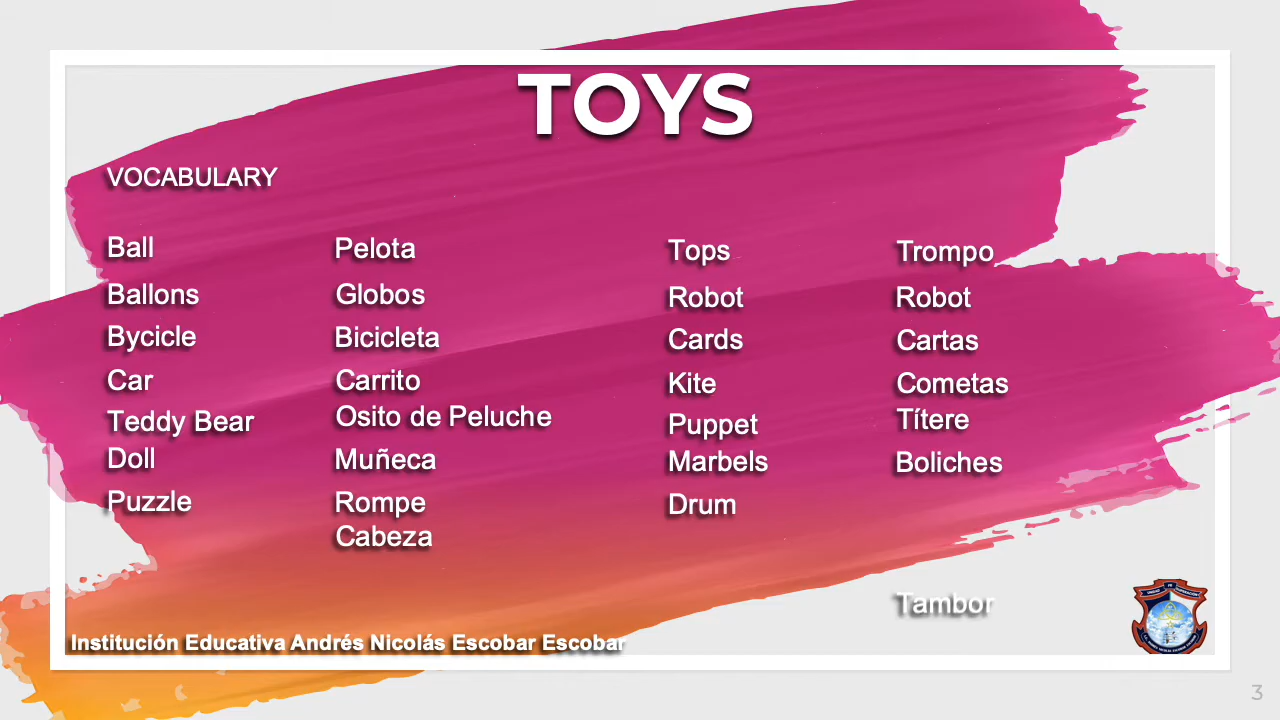 TOYS
VOCABULARY
Ball
Ballons
Bycicle
Car
Teddy Bear
Doll
Puzzle
Pelota
Globos
Bicicleta
Carrito
Osito de Peluche
Muñeca
Rompe
Cabeza
Tops
Robot
Cards
Kite
Puppet
Marbels
Drum
Trompo
Robot
Cartas
Cometas
Títere
Boliches
Tambor
Institución Educativa Andrés Nicolás Escobar Escobar
3